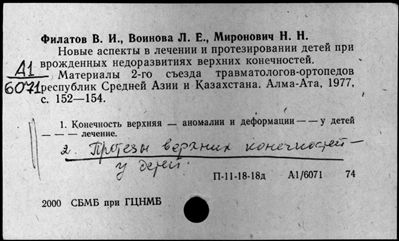 Филатов В. И., Воинова Л. Е., Миронович Н. Н.
Новые аспекты в лечении и протезировании детей при
врожденных недоразвитиях верхних конечностей.
А1
6071
Материалы 2-го съезда травматологов-ортопедов
республик Средней Азии и Казахстана. Алма-Ата, 1977,
с. 152—154.
1. Конечность верхняя — аномалии и деформации — — у детей
— — лечение.
2. Протезы верхних конечностей —
у детей.
П-11-18-18д А1/6071 74
2000 СБМБ при ГЦНМБ